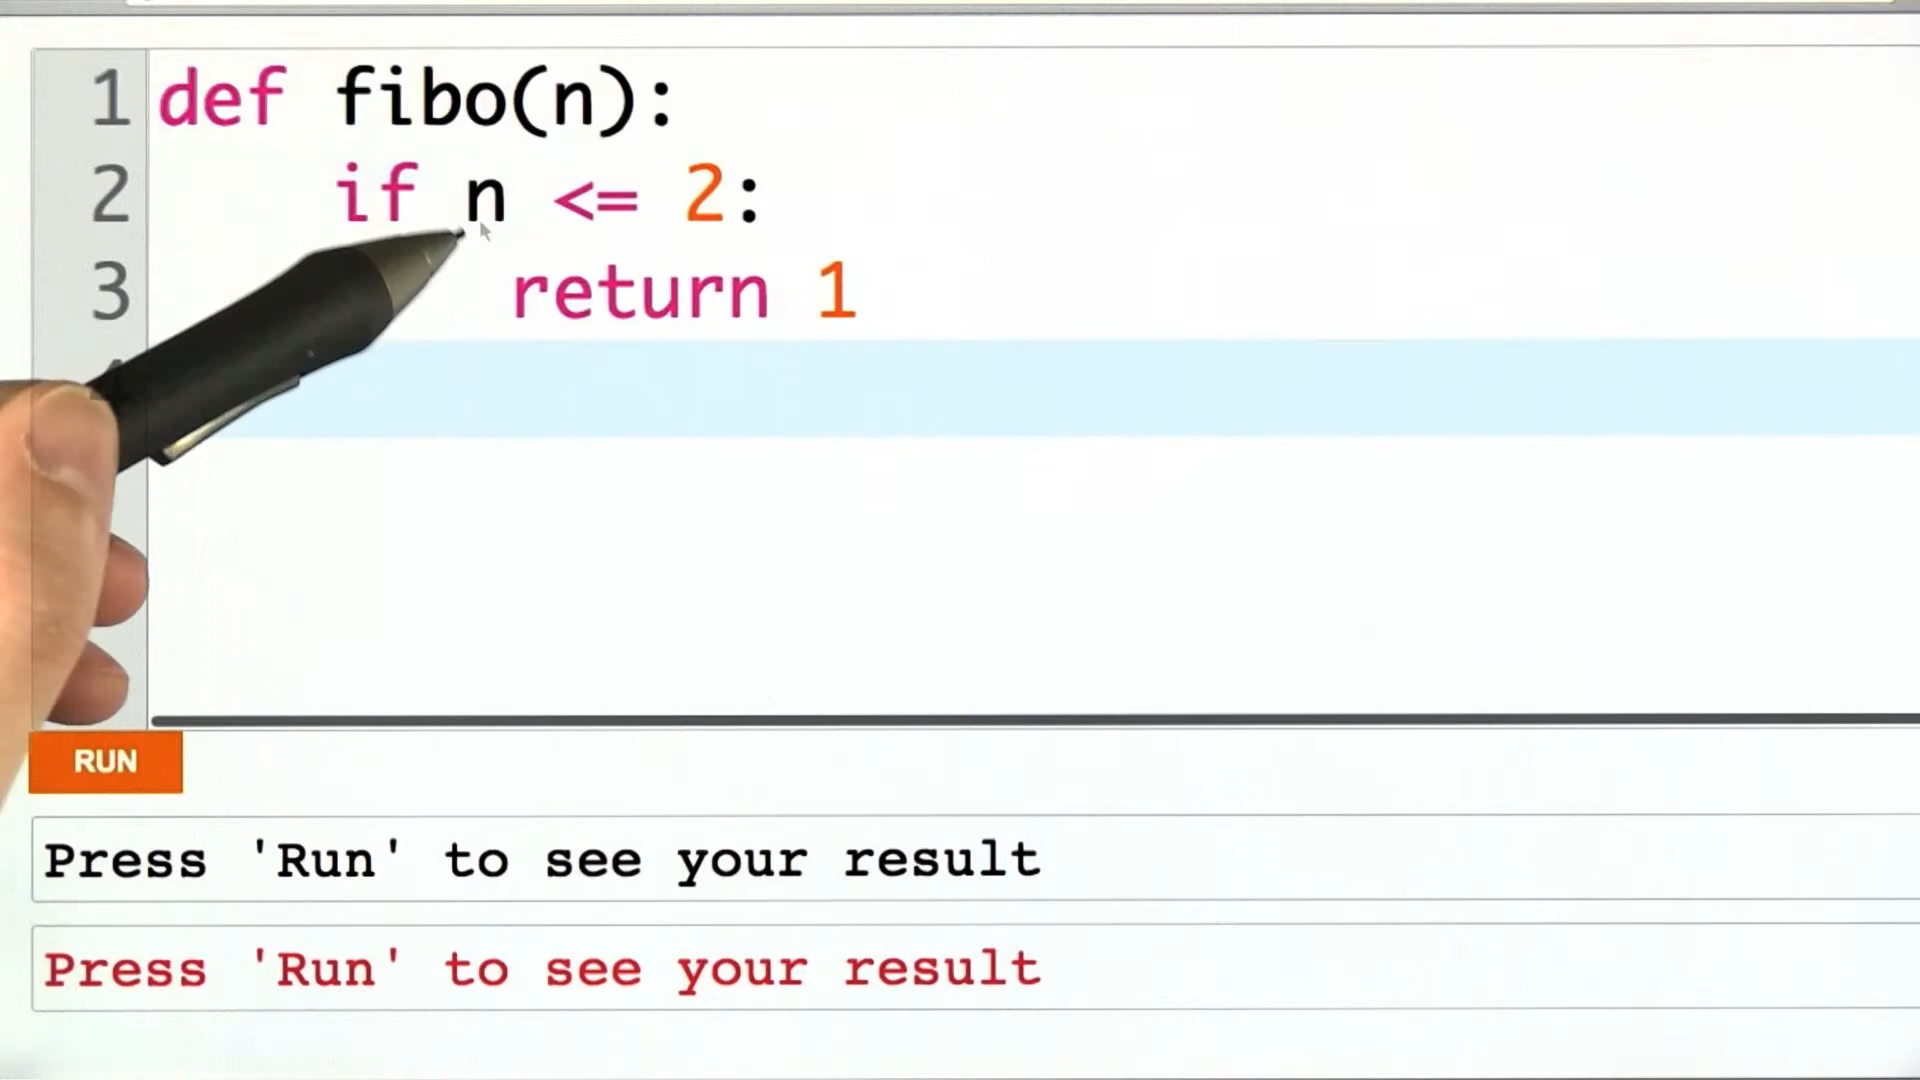 1 def fibo(n):
2 if n <= 2:
3 return 1
RUN
Press 'Run' to see your result
Press 'Run' to see your result